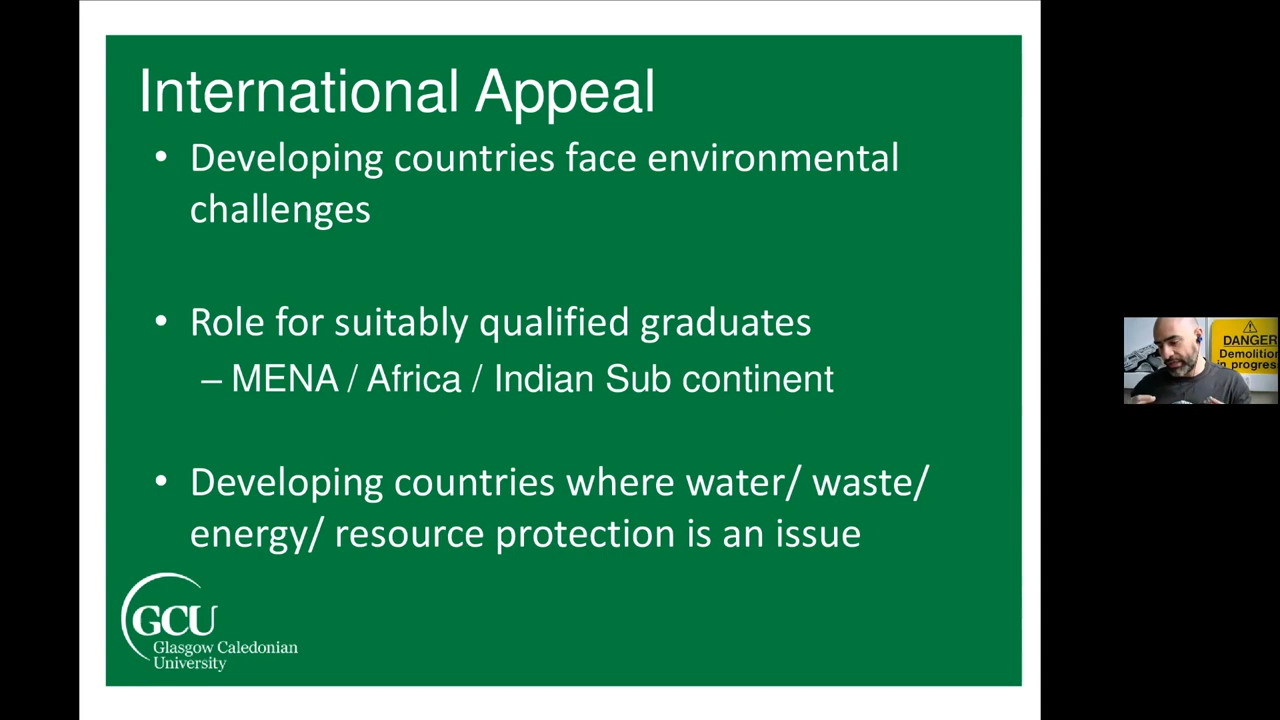 International Appeal
• Developing countries face environmental
challenges
• Role for suitably qualified graduates
– MENA / Africa / Indian Sub continent
• Developing countries where water/ waste/
energy/ resource protection is an issue
GCU
Glasgow Caledonian
University
DANGER
Demolition
in progress